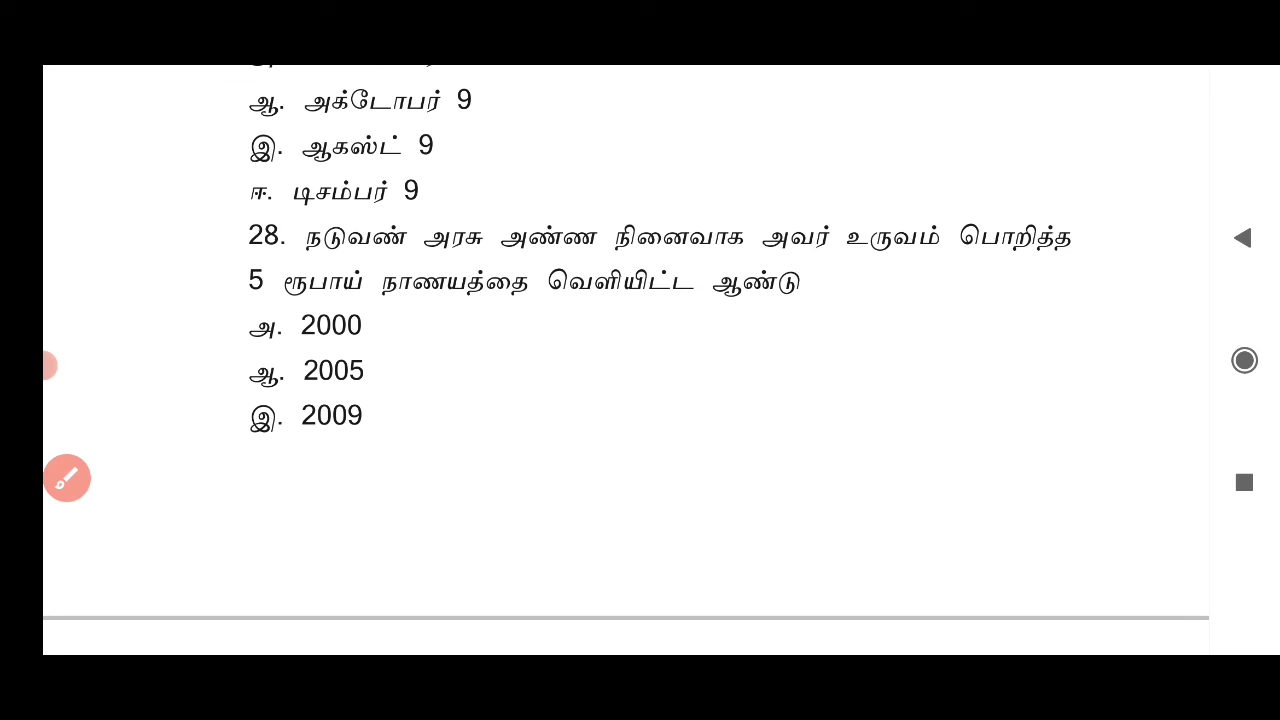 ஆ. அக்டோபர் 9
இ. ஆகஸ்ட் 9
ஈ. டிசம்பர் 9
28. நடுவண் அரசு அண்ண நினைவாக அவர் உருவம் பொறித்த
5 ரூபாய் நாணயத்தை வெளியிட்ட ஆண்டு
அ. 2000
ஆ. 2005
இ. 2009